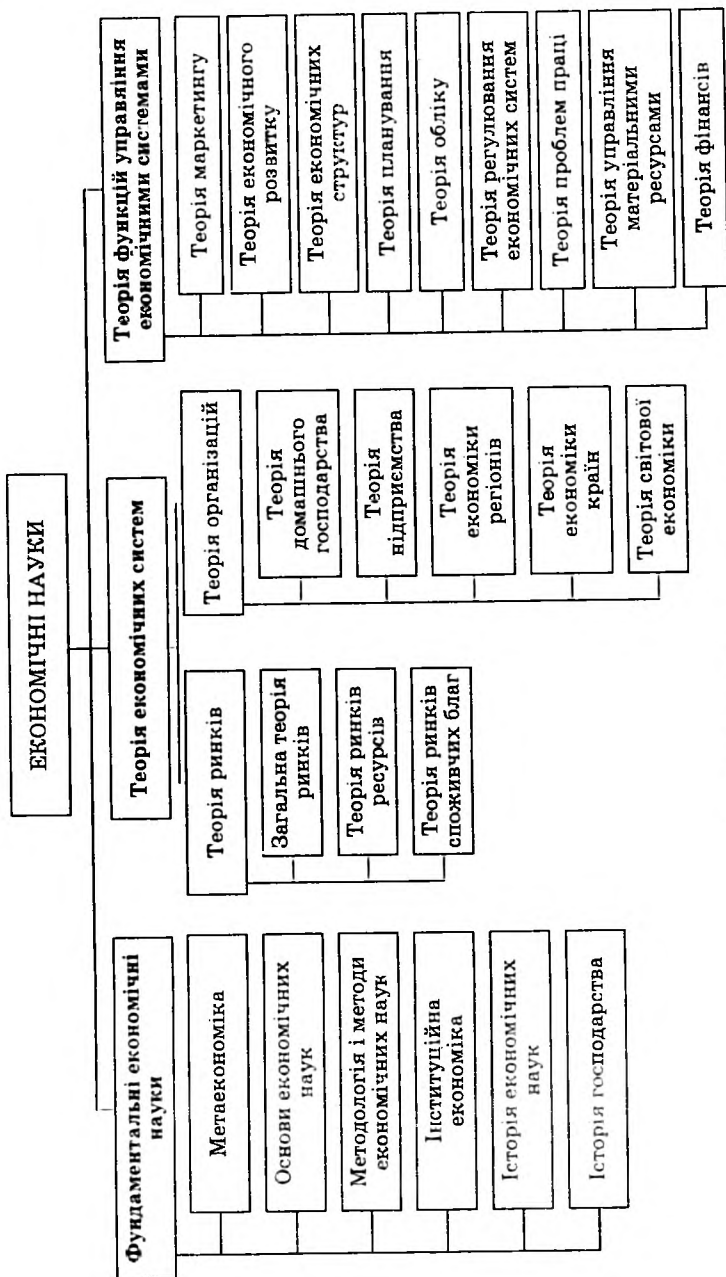 ЕКОНОМІЧНІ НАУКИ
Фундаментальні економічні
науки
Метаекономіка
Основи економічних
наук
Методологія і методи
економічних наук
Інституційна
економіка
Історія економічних
наук
Історія господарства
Теорія економічних систем
Теорія ринків
Загальна теорія
ринків
Теорія ринків
ресурсів
Теорія ринків
споживчих благ
Теорія організацій
Теорія
домашнього
господарства
Теорія
нідприємства
Теорія
економіки
регіонів
Теорія
економіки
країн
Теорія світової
економіки
Теорія функцій управяіння
економічними системами
Теорія маркетингу
Теорія економічного
розвитку
Теорія економічних
структур
Теорія планування
Теорія обліку
Теорія регулювання
економічних систем
Теорія проблем праці
Теорія управління
матеріальними
ресурсами
Теорія фінансів